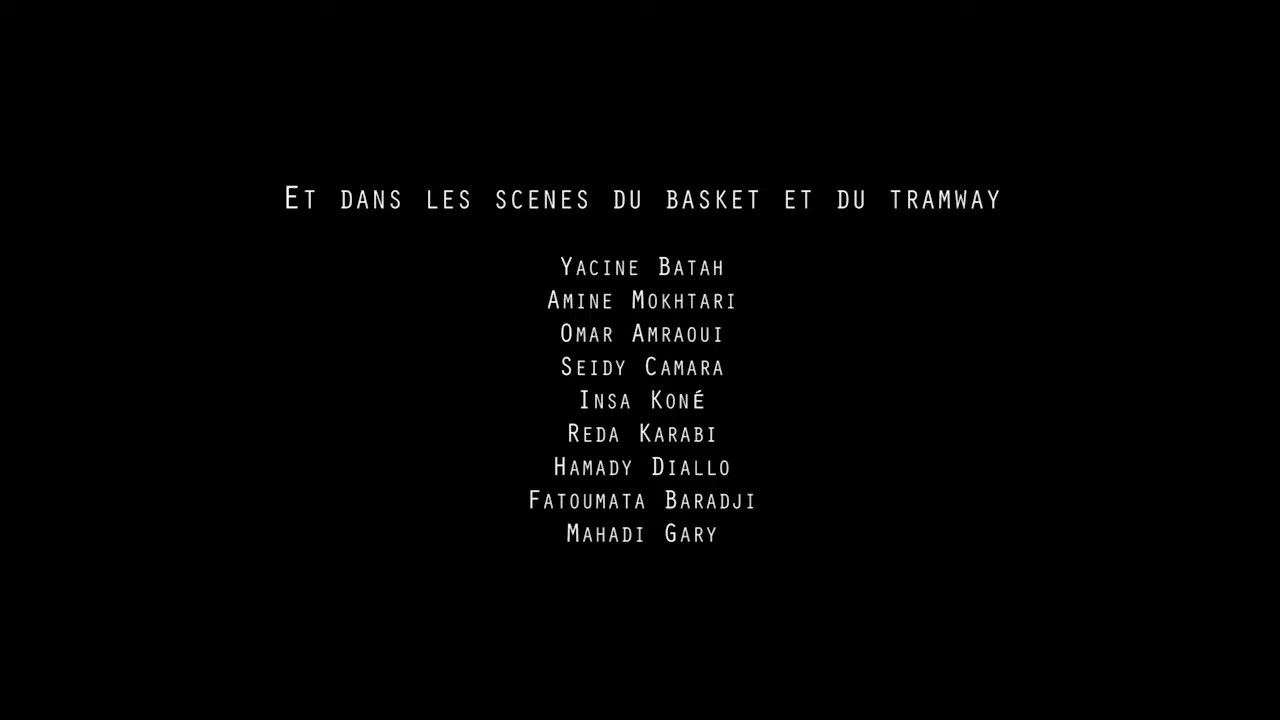 Et dans les scenes du basket et du tramway
Yacine Batah
Amine Mokhtari
Omar Amraoui
Seidy Camara
Insa Koné
Reda Karabi
Hamady Diallo
Fatoumata Baradji
Mahadi Gary